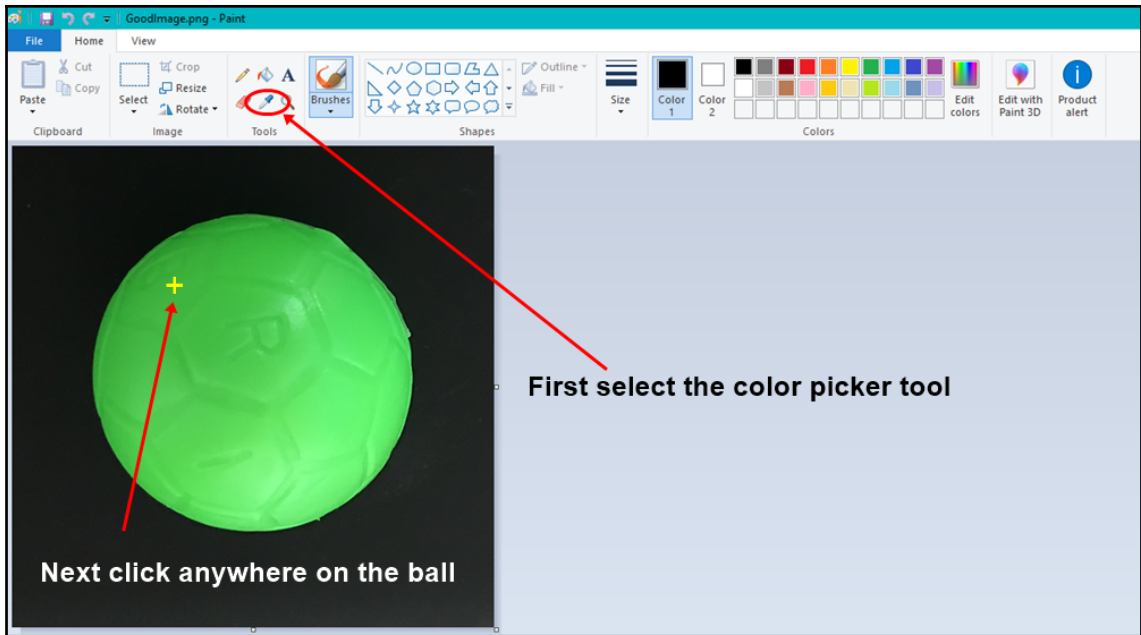 GoodImage.png - Paint
File Home View
Paste
Cut
Copy
Clipboard
Select
Crop
Resize
Rotate
Image
A
Tools
Brushes
Shapes
Outline
Fill
Size
Color
1
Color
2
Colors
Edit
colors
Edit with
Paint 3D
Product
alert
R
First select the color picker tool
Next click anywhere on the ball